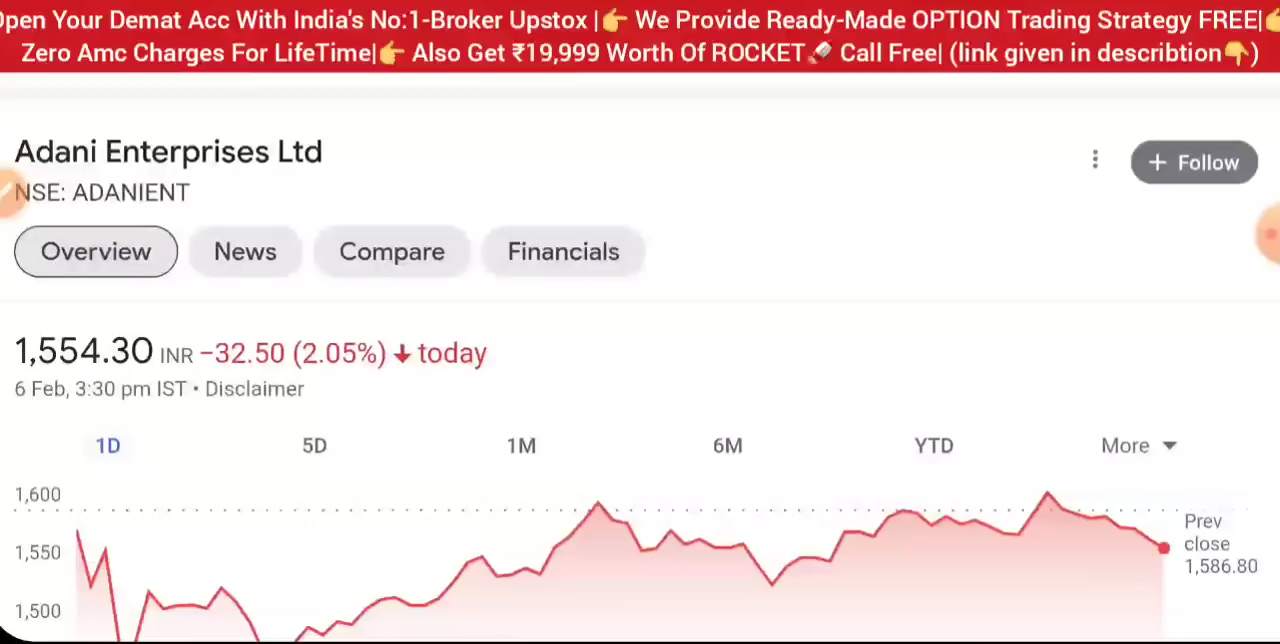 Open Your Demat Acc With India's No:1-Broker Upstox |👉 We Provide Ready-Made OPTION Trading Strategy FREE|👉
Zero Amc Charges For LifeTime|👉 Also Get ₹19,999 Worth Of ROCKET🚀 Call Free| (link given in describtion👇)
Adani Enterprises Ltd
+ Follow
NSE: ADANIENT
Overview News Compare Financials
1,554.30 INR −32.50 (2.05%) ↓ today
6 Feb, 3:30 pm IST • Disclaimer
1D 5D 1M 6M YTD More
1,600
1,550
1,500
Prev
close
1,586.80